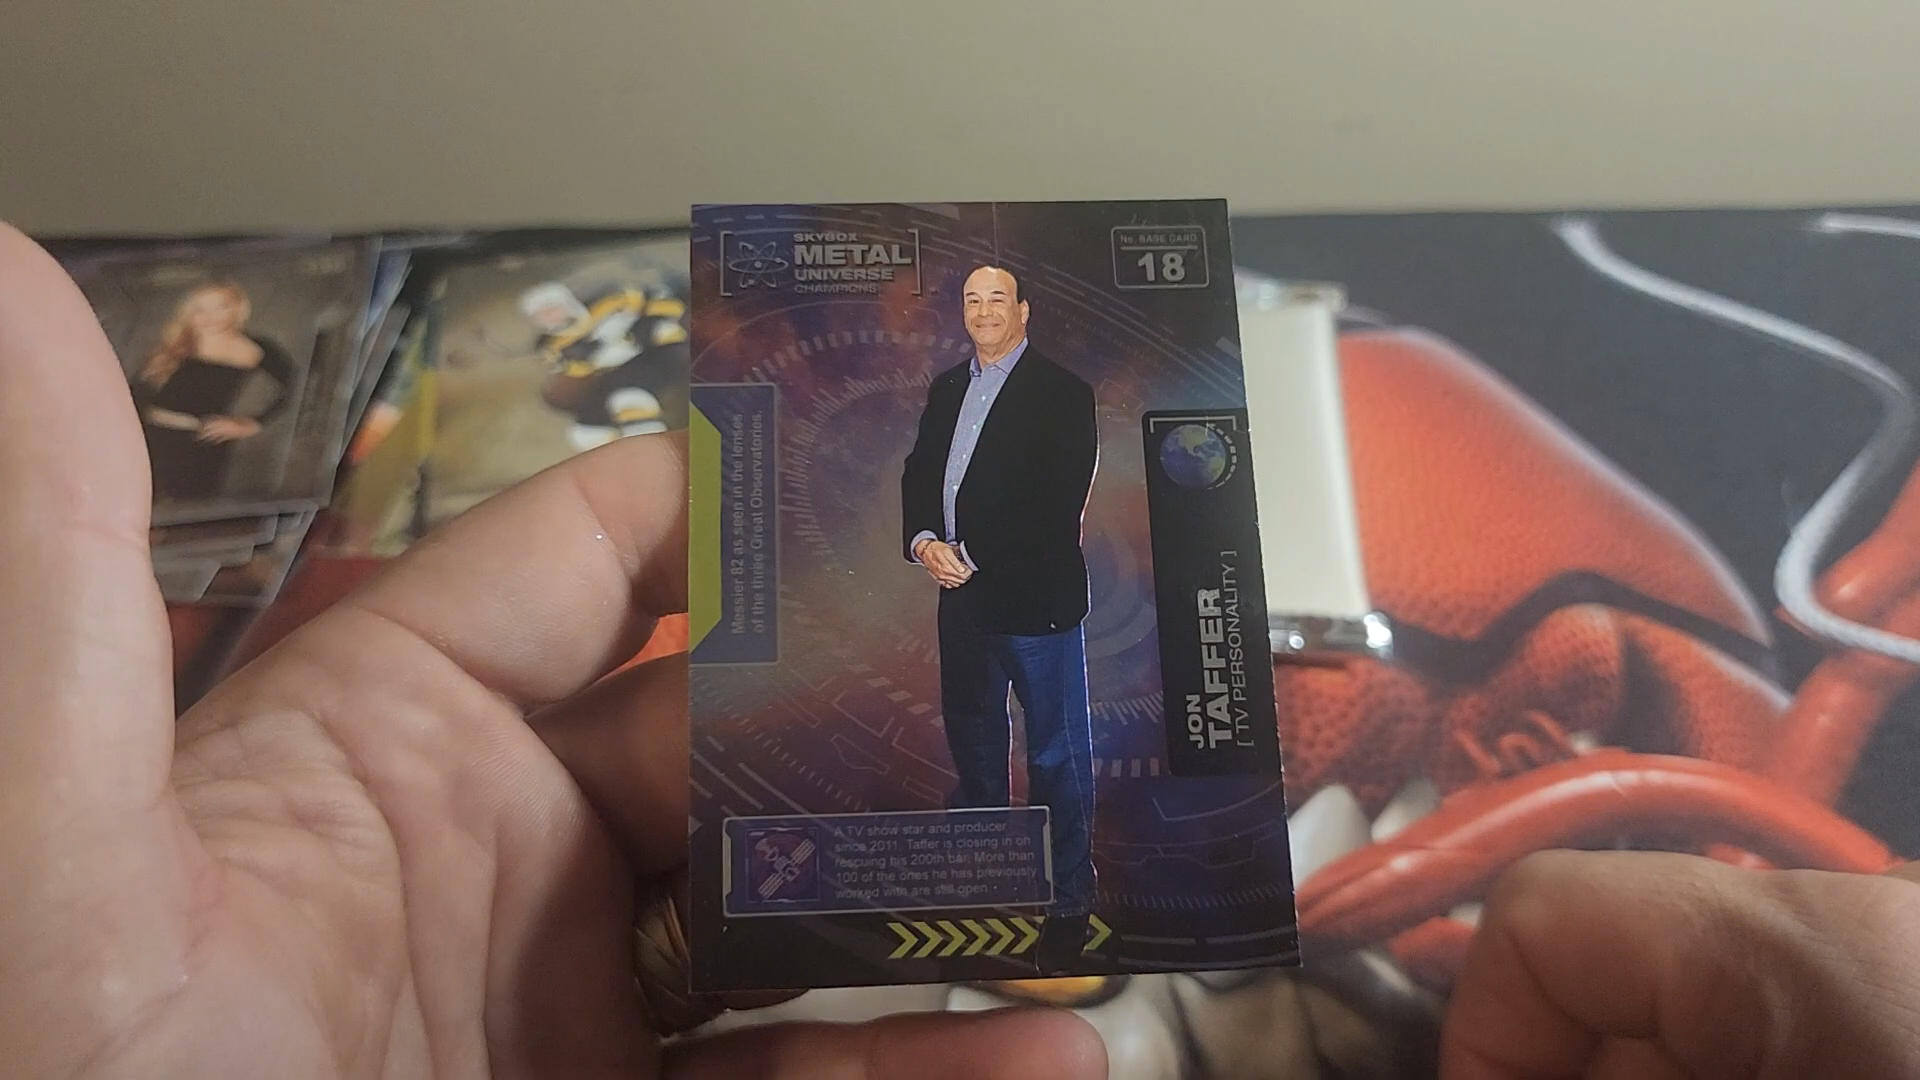 SKYBOX
METAL
UNIVERSE
CHAMPIONS
No. BASE CARD
18
Messier 82 as seen in the lenses
of the three Great Observatories.
JON
TAFFER
[ TV PERSONALITY ]
A TV show star and producer
since 2011, Taffer is closing in on
rescuing his 200th bar. More than
100 of the ones he has previously
worked with are still open.